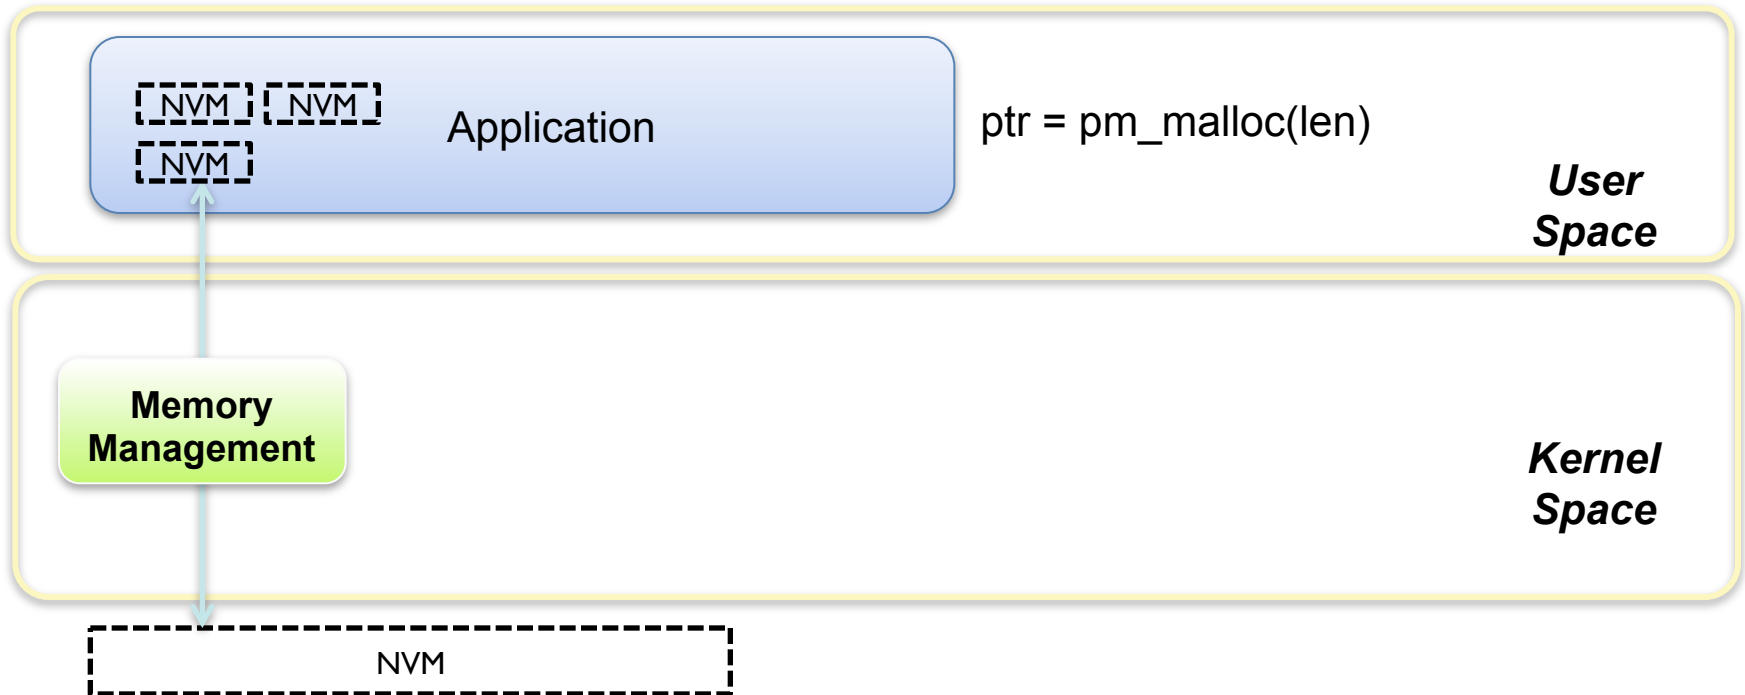 NVM NVM
Application
ptr = pm_malloc(len)
NVM
User
Space
Memory
Management
Kernel
Space
NVM